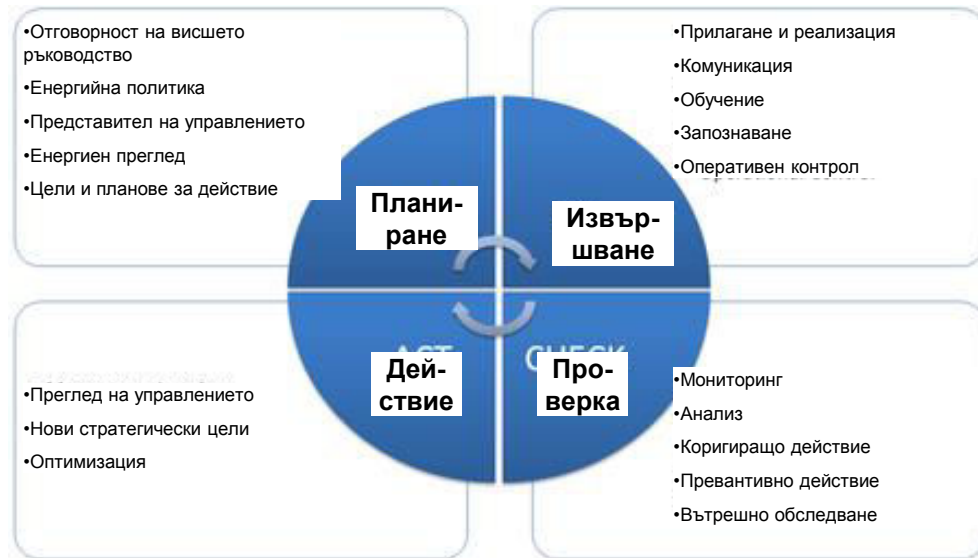 •Отговорност на висшето
ръководство
•Енергийна политика
•Представител на управлението
•Енергиен преглед
•Цели и планове за действие
•Прилагане и реализация
•Комуникация
•Обучение
•Запознаване
•Оперативен контрол
Плани-
ране
Извър-
шване
Дей-
ствие
Про-
верка
•Преглед на управлението
•Нови стратегически цели
•Оптимизация
•Мониторинг
•Анализ
•Коригиращо действие
•Превантивно действие
•Вътрешно обследване